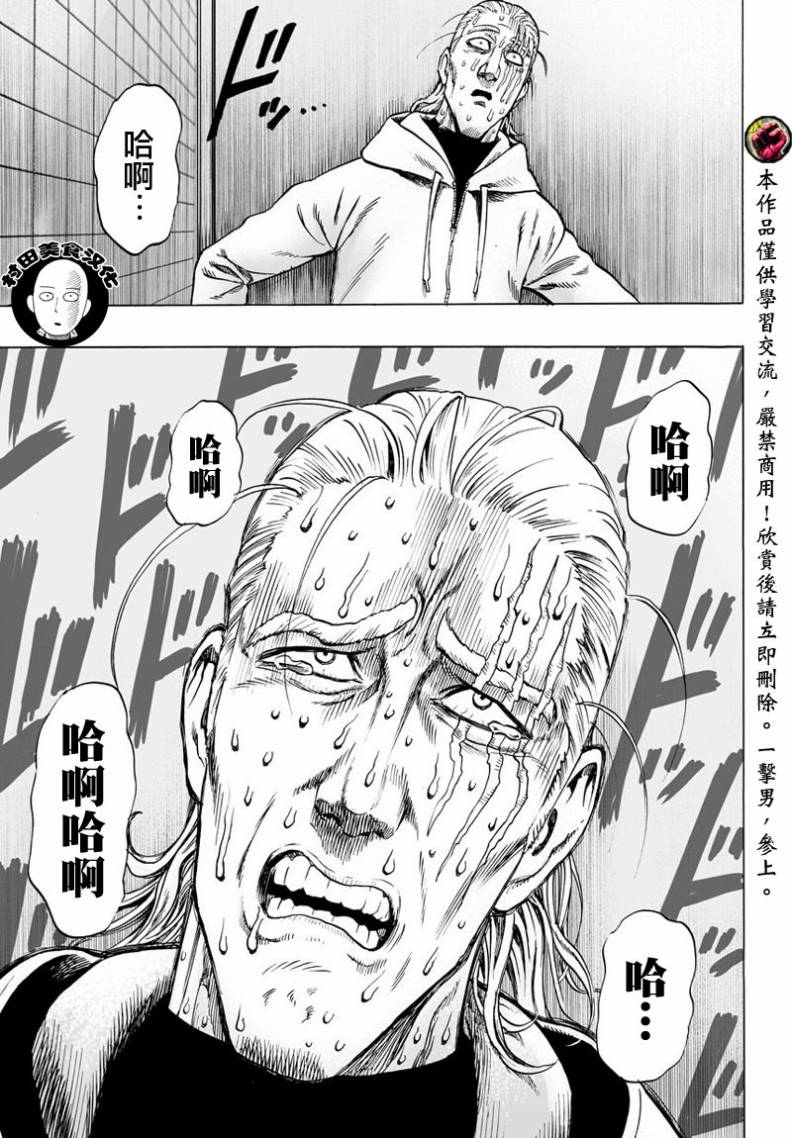 ドドッ…
哈啊…
村田美食汉化
哈啊
哈啊
哈啊哈啊
哈…
ドドドドドドドド
本作品僅供學習交流，嚴禁商用！欣賞後請立即刪除。一擊男，參上。